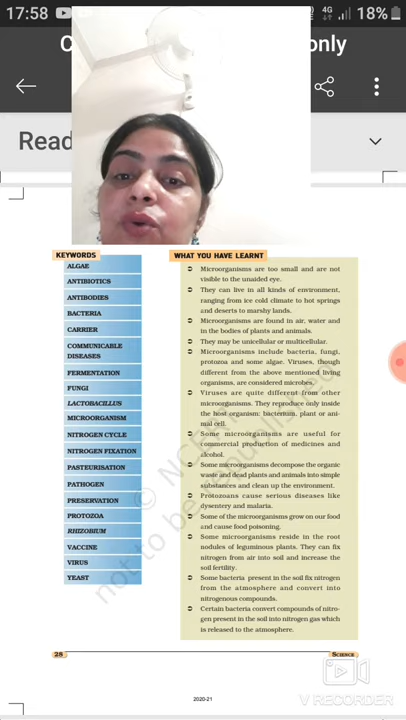 17:58
4G
18%
C
only
Read
KEYWORDS
ALGAE
ANTIBIOTICS
ANTIBODIES
BACTERIA
CARRIER
COMMUNICABLE
DISEASES
FERMENTATION
FUNGI
LACTOBACILLUS
MICROORGANISM
NITROGEN CYCLE
NITROGEN FIXATION
PASTEURISATION
PATHOGEN
PRESERVATION
PROTOZOA
RHIZOBIUM
VACCINE
VIRUS
YEAST
WHAT YOU HAVE LEARNT
Microorganisms are too small and are not
visible to the unaided eye.
They can live in all kinds of environment,
ranging from ice cold climate to hot springs
and deserts to marshy lands.
Microorganisms are found in air, water and
in the bodies of plants and animals.
They may be unicellular or multicellular.
Microorganisms include bacteria, fungi,
protozoa and some algae. Viruses, though
different from the above mentioned living
organisms, are considered microbes.
Viruses are quite different from other
microorganisms. They reproduce only inside
the host organism: bacterium, plant or ani-
mal cell.
Some microorganisms are useful for
commercial production of medicines and
alcohol.
Some microorganisms decompose the organic
waste and dead plants and animals into simple
substances and clean up the environment.
Protozoans cause serious diseases like
dysentery and malaria.
Some of the microorganisms grow on our food
and cause food poisoning.
Some microorganisms reside in the root
nodules of leguminous plants. They can fix
nitrogen from air into soil and increase the
soil fertility.
Some bacteria present in the soil fix nitrogen
from the atmosphere and convert into
nitrogenous compounds.
Certain bacteria convert compounds of nitro-
gen present in the soil into nitrogen gas which
is released to the atmosphere.
© NCERT
not to be republished
28
SCIENCE
V RECORDER
2020-21